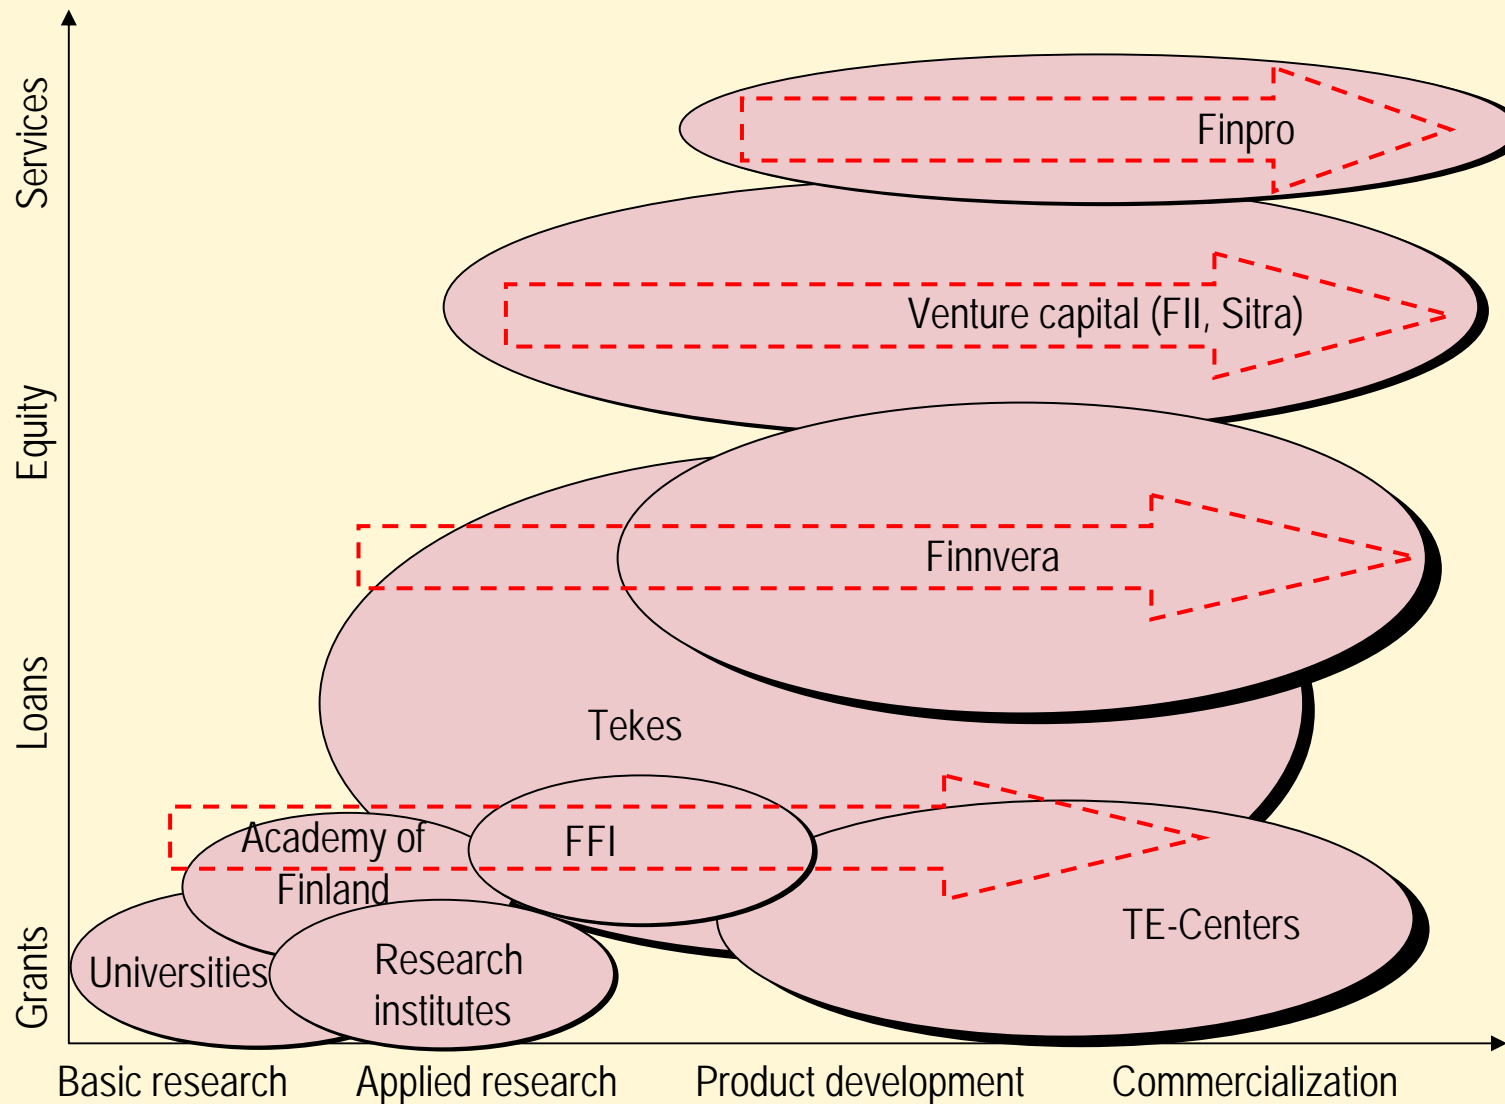 Services
Finpro
Venture capital (FII, Sitra)
Equity
Finnvera
Loans
Tekes
Academy of
Finland
FFI
Grants
Universities
Research
institutes
TE-Centers
Basic research
Applied research
Product development
Commercialization